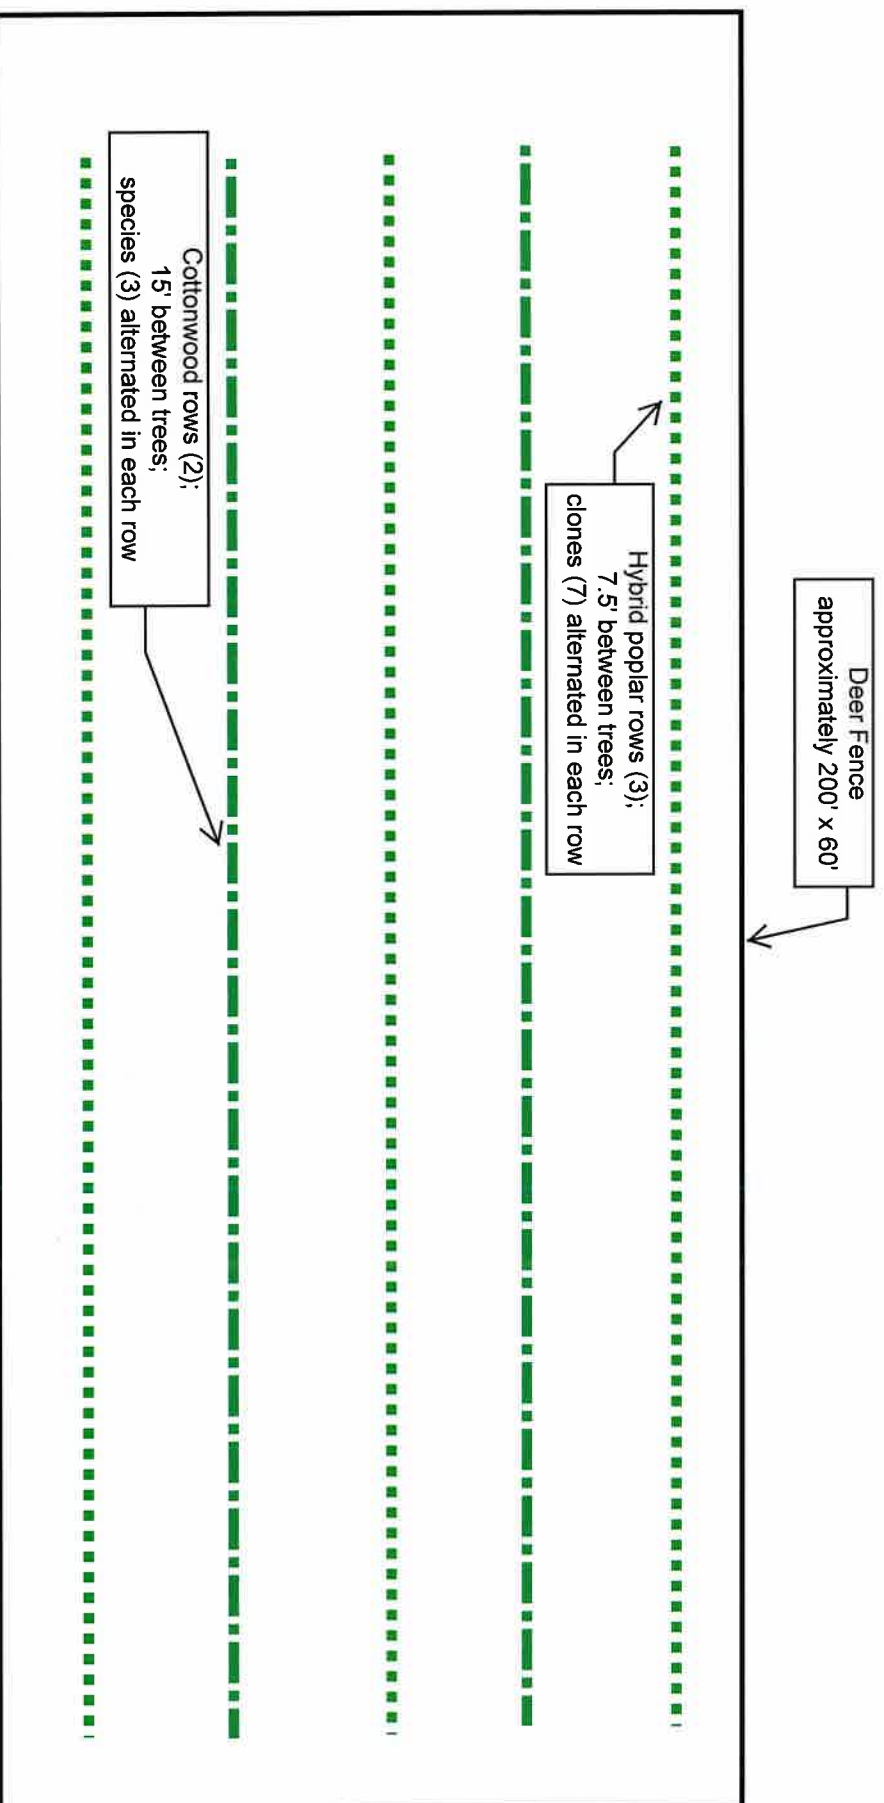 Deer Fence
approximately 200' x 60'
Hybrid poplar rows (3);
7.5' between trees;
clones (7) alternated in each row
Cottonwood rows (2);
15' between trees;
species (3) alternated in each row